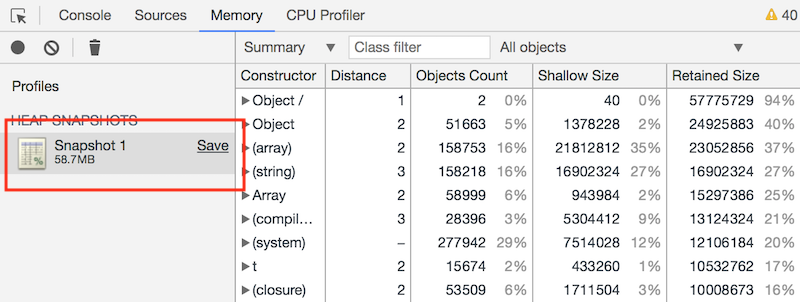 Console Sources Memory CPU Profiler 40
Summary Class filter All objects
Profiles
HEAP SNAPSHOTS
Snapshot 1 Save
58.7MB
Constructor Distance Objects Count Shallow Size Retained Size
Object / 1 2 0% 40 0% 57775729 94%
Object 2 51663 5% 1378228 2% 24925883 40%
(array) 2 158753 16% 21812812 35% 23052856 37%
(string) 3 158218 16% 16902324 27% 16902324 27%
Array 2 58999 6% 943984 2% 15297386 25%
(compil… 3 28396 3% 5304412 9% 13124324 21%
(system) – 277942 29% 7514028 12% 12106184 20%
t 2 15674 2% 433260 1% 10532762 17%
(closure) 2 53509 6% 1711504 3% 10008673 16%